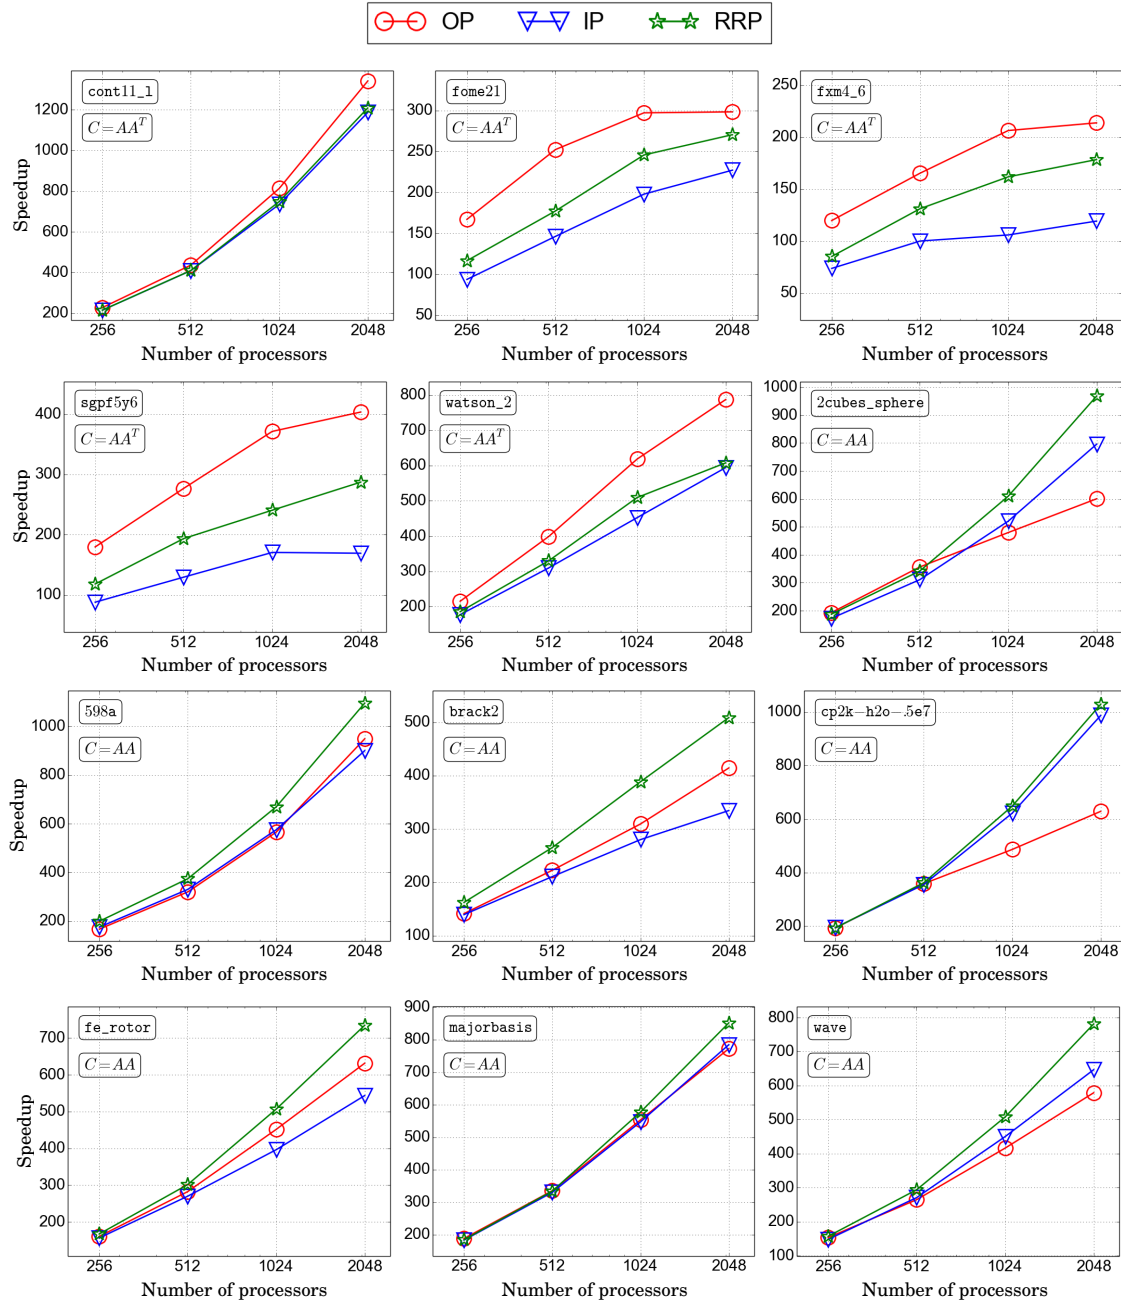 OP IP RRP
cont11_l
C=AA^T
Speedup
1200
1000
800
600
400
200
256 512 1024 2048
Number of processors
fome21
C=AA^T
300
250
200
150
100
50
256 512 1024 2048
Number of processors
fxm4_6
C=AA^T
250
200
150
100
50
256 512 1024 2048
Number of processors
sgpf5y6
C=AA^T
Speedup
400
300
200
100
256 512 1024 2048
Number of processors
watson_2
C=AA^T
800
700
600
500
400
300
200
256 512 1024 2048
Number of processors
2cubes_sphere
C=AA
1000
900
800
700
600
500
400
300
200
256 512 1024 2048
Number of processors
598a
C=AA
Speedup
1000
800
600
400
200
256 512 1024 2048
Number of processors
brack2
C=AA
500
400
300
200
100
256 512 1024 2048
Number of processors
cp2k-h2o-.5e7
C=AA
1000
800
600
400
200
256 512 1024 2048
Number of processors
fe_rotor
C=AA
Speedup
700
600
500
400
300
200
256 512 1024 2048
Number of processors
majorbasis
C=AA
900
800
700
600
500
400
300
200
256 512 1024 2048
Number of processors
wave
C=AA
800
700
600
500
400
300
200
100
256 512 1024 2048
Number of processors